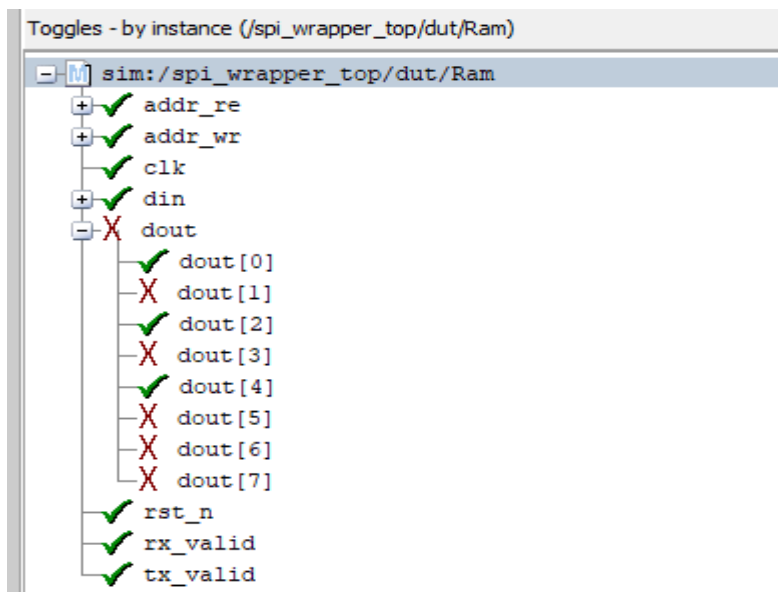 Toggles - by instance (/spi_wrapper_top/dut/Ram)
sim:/spi_wrapper_top/dut/Ram
addr_re
addr_wr
clk
din
dout
dout[0]
dout[1]
dout[2]
dout[3]
dout[4]
dout[5]
dout[6]
dout[7]
rst_n
rx_valid
tx_valid